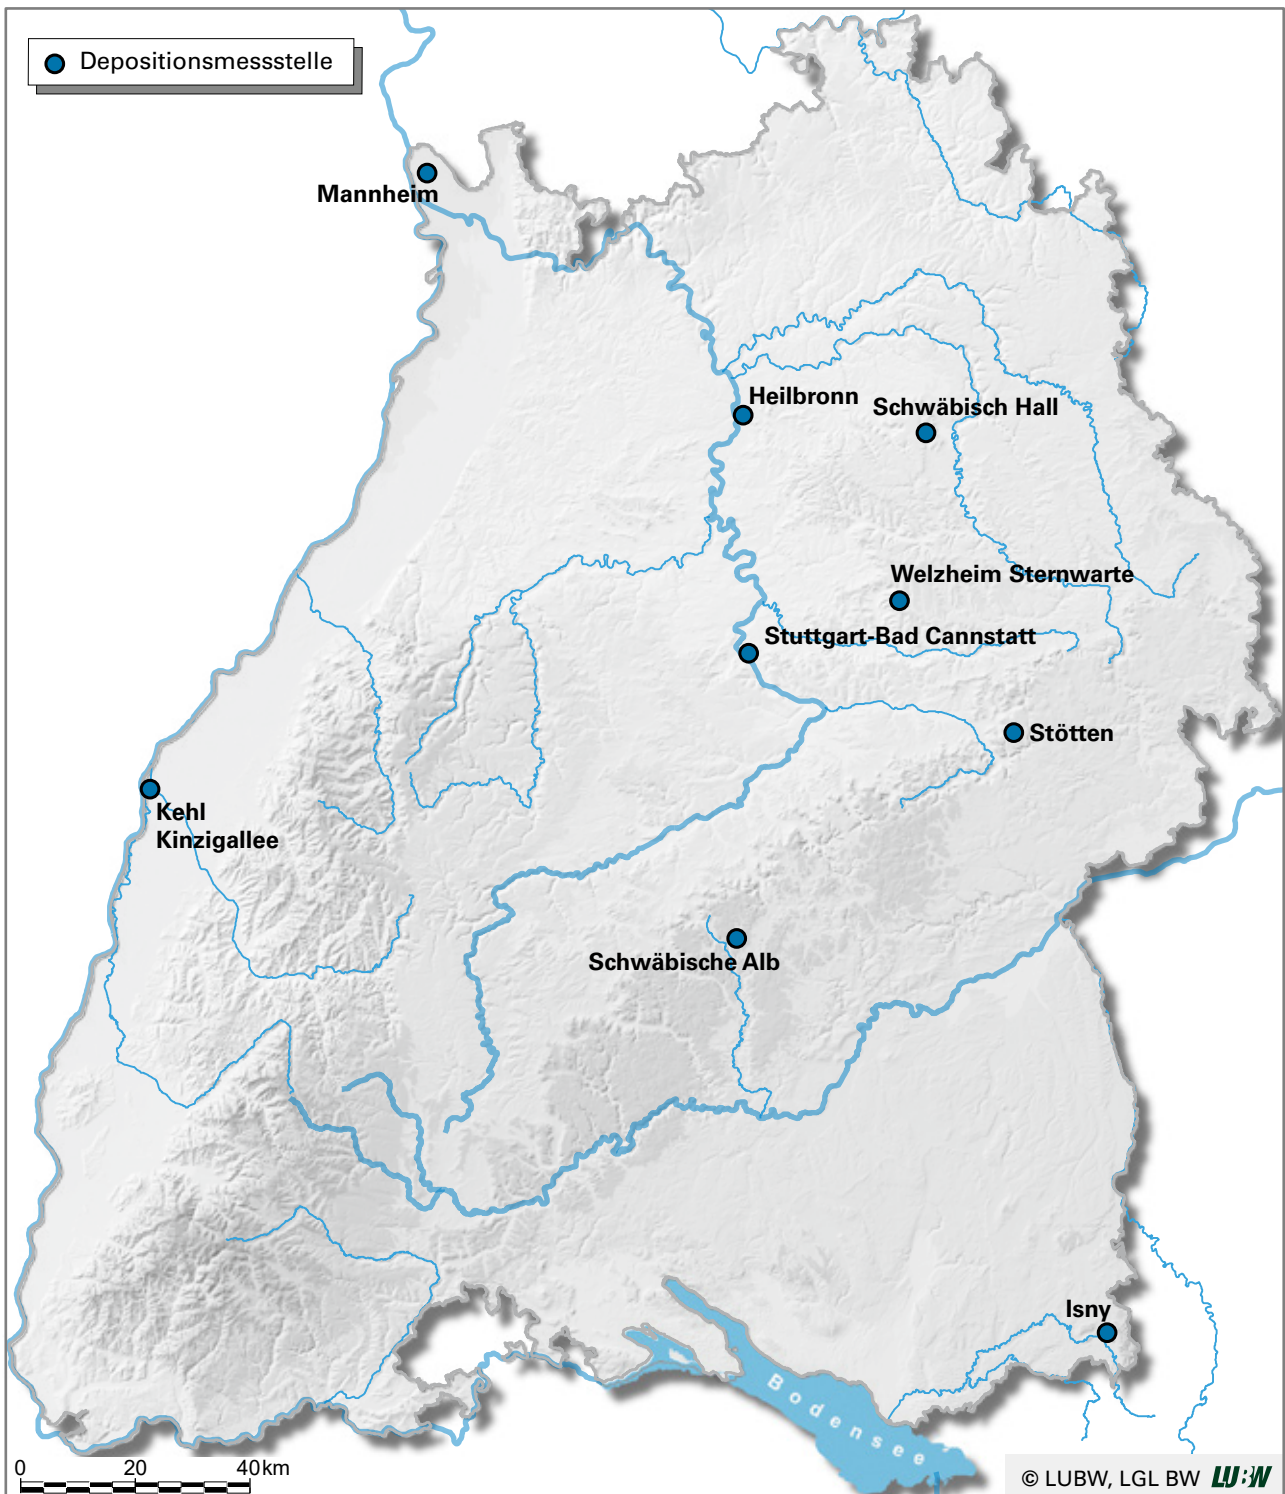 Depositionsmessstelle
Mannheim
Heilbronn
Schwäbisch Hall
Welzheim Sternwarte
Stuttgart-Bad Cannstatt
Stötten
Kehl
Kinzigallee
Schwäbische Alb
Isny
Bodensee
0 20 40km
© LUBW, LGL BW LUBW